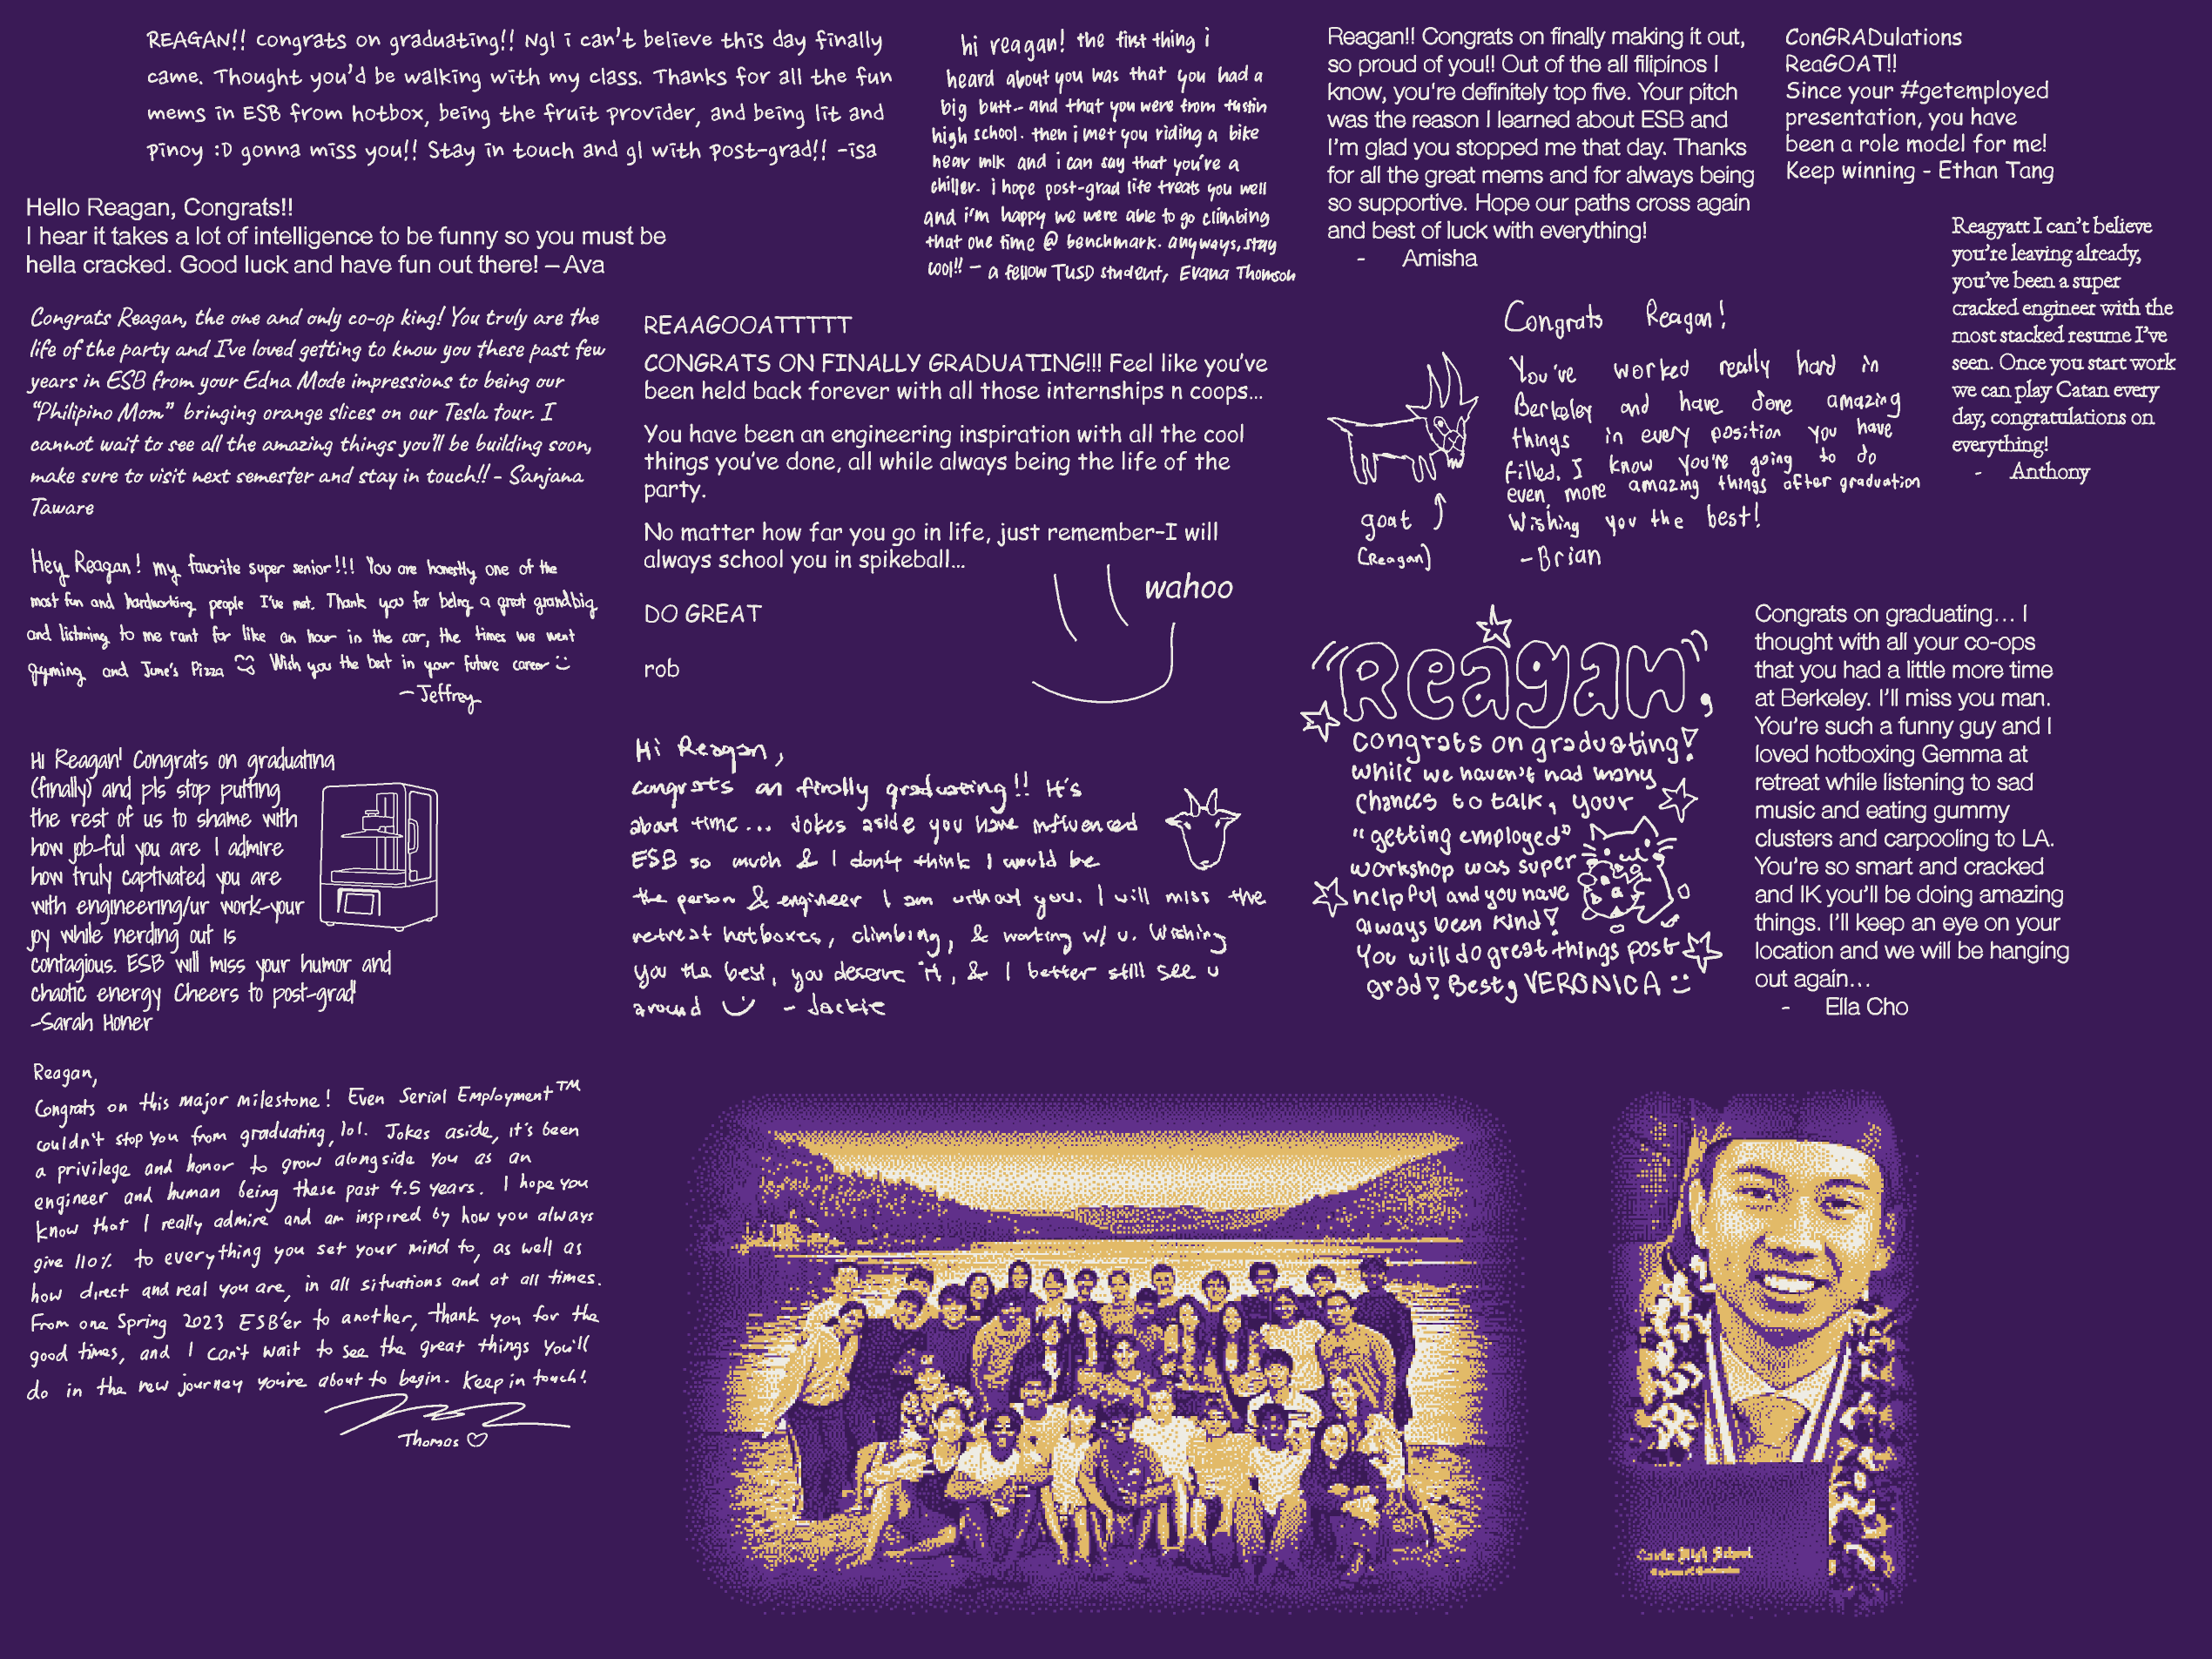 REAGAN!! congrats on graduating!! Ngl i can't believe this day finally
came. Thought you'd be walking with my class. Thanks for all the fun
mems in ESB from hotbox, being the fruit provider, and being lit and
pinoy :D gonna miss you!! Stay in touch and gl with post-grad!! -isa
hi reagan! the first thing i
heard about you was that you had a
big butt.. and that you were from tustin
high school. then i met you riding a bike
near mlk and i can say that you're a
chiller. i hope post-grad life treats you well
and i'm happy we were able to go climbing
that one time @ benchmark. anyways, stay
cool!! - a fellow TUSD student, Evana Thomson
Reagan!! Congrats on finally making it out,
so proud of you!! Out of the all filipinos I
know, you're definitely top five. Your pitch
was the reason I learned about ESB and
I'm glad you stopped me that day. Thanks
for all the great mems and for always being
so supportive. Hope our paths cross again
and best of luck with everything!
- Amisha
ConGRADulations
ReaGOAT!!
Since your #getemployed
presentation, you have
been a role model for me!
Keep winning - Ethan Tang
Hello Reagan, Congrats!!
I hear it takes a lot of intelligence to be funny so you must be
hella cracked. Good luck and have fun out there! – Ava
Reagyatt I can't believe
you're leaving already,
you've been a super
cracked engineer with the
most stacked resume I've
seen. Once you start work
we can play Catan every
day, congratulations on
everything!
- Anthony
Congrats Reagan, the one and only co-op king! You truly are the
life of the party and I've loved getting to know you these past few
years in ESB from your Edna Mode impressions to being our
"Philipino Mom" bringing orange slices on our Tesla tour. I
cannot wait to see all the amazing things you'll be building soon,
make sure to visit next semester and stay in touch!! - Sanjana
Taware
REAAGOOATTTTT
CONGRATS ON FINALLY GRADUATING!!! Feel like you've
been held back forever with all those internships n coops...
You have been an engineering inspiration with all the cool
things you've done, all while always being the life of the
party.
No matter how far you go in life, just remember-I will
always school you in spikeball...
wahoo
DO GREAT
rob
Congrats Reagan!
You've worked really hard in
Berkeley and have done amazing
things in every position you have
filled. I know you're going to do
even more amazing things after graduation
Wishing you the best!
-Brian
goat
(Reagan)
Hey Reagan! my favorite super senior!!! You are honestly one of the
most fun and hardworking people I've met. Thank you for being a great grandbig
and listening to me rant for like an hour in the car, the times we went
gyming and June's Pizza Wish you the best in your future career :)
- Jeffrey
Hi Reagan! Congrats on graduating
(finally) and pls stop putting
the rest of us to shame with
how job-ful you are I admire
how truly captivated you are
with engineering/ur work-your
joy while nerding out is
contagious. ESB will miss your humor and
chaotic energy Cheers to post-grad!
-Sarah Honer
Hi Reagan,
congrats on finally graduating!! It's
about time... Jokes aside you have influenced
ESB so much & I don't think I would be
the person & engineer I am without you. I will miss the
retreat hotboxes, climbing, & working w/ u. Wishing
you the best, you deserve it, & I better still see u
around :) - Jackie
"Reagan",
congrats on graduating!
while we haven't had many
chances to talk, your
"getting employed"
workshop was super
helpful and you have
always been kind!
You will do great things post
grad! Best, VERONICA :)
Congrats on graduating… I
thought with all your co-ops
that you had a little more time
at Berkeley. I'll miss you man.
You're such a funny guy and I
loved hotboxing Gemma at
retreat while listening to sad
music and eating gummy
clusters and carpooling to LA.
You're so smart and cracked
and IK you'll be doing amazing
things. I'll keep an eye on your
location and we will be hanging
out again…
- Ella Cho
Reagan,
Congrats on this major milestone! Even Serial Employment™
couldn't stop you from graduating, lol. Jokes aside, it's been
a privilege and honor to grow alongside you as an
engineer and human being these past 4.5 years. I hope you
know that I really admire and am inspired by how you always
give 110% to everything you set your mind to, as well as
how direct and real you are, in all situations and at all times.
From one Spring 2023 ESB'er to another, thank you for the
good times, and I can't wait to see the great things you'll
do in the new journey you're about to begin. Keep in touch!
Thomas ♡
High School